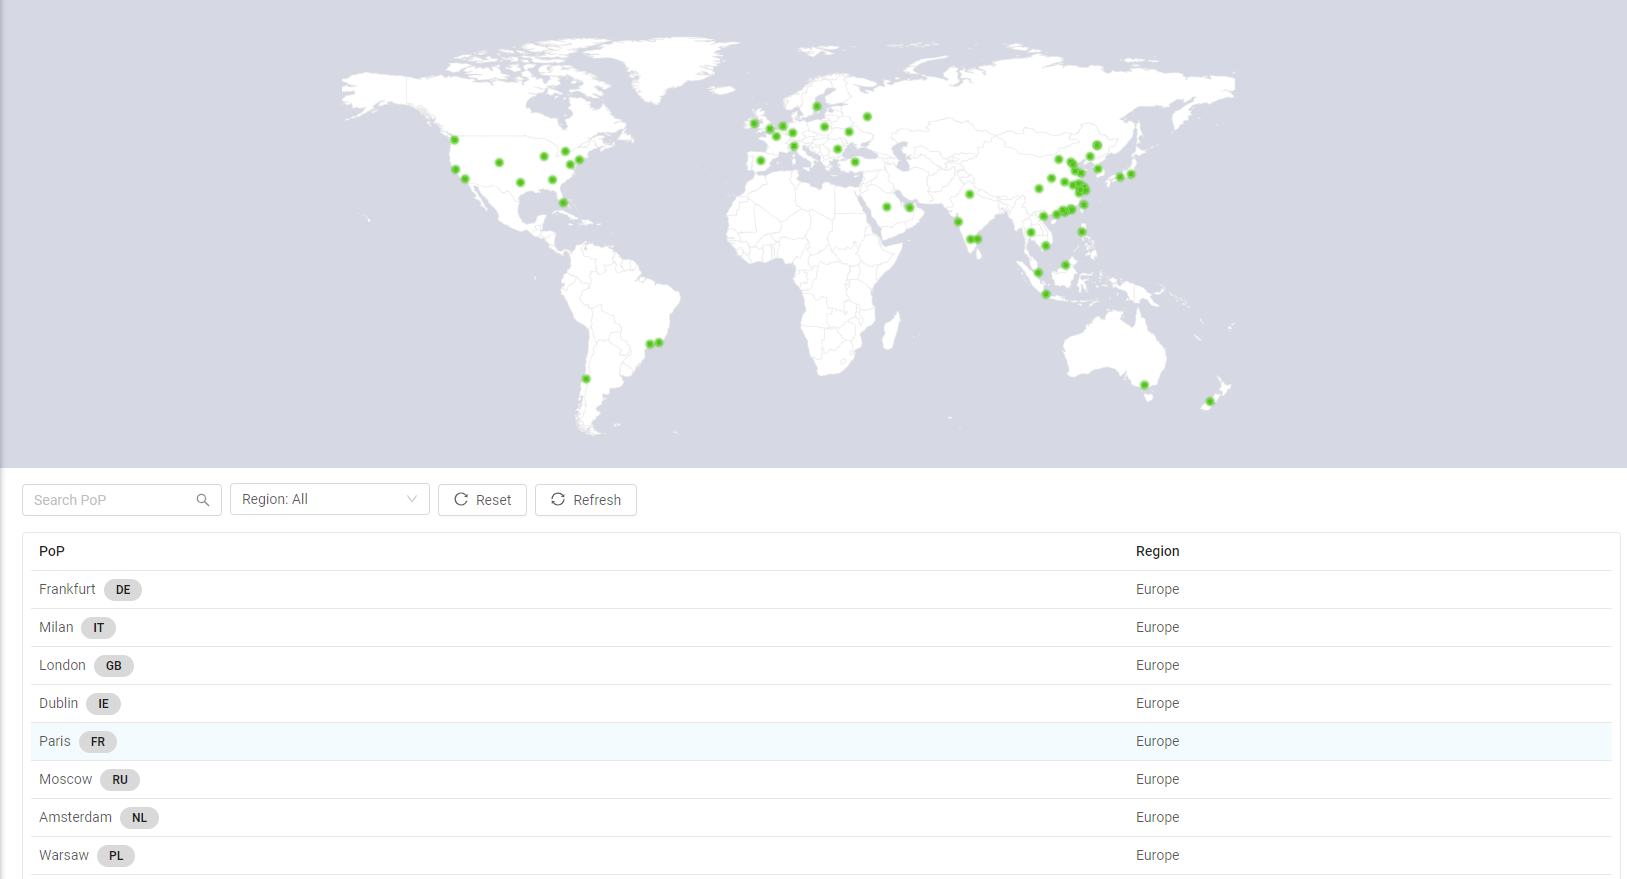 Search PoP
Region: All
Reset
Refresh
PoP Region
Frankfurt DE Europe
Milan IT Europe
London GB Europe
Dublin IE Europe
Paris FR Europe
Moscow RU Europe
Amsterdam NL Europe
Warsaw PL Europe